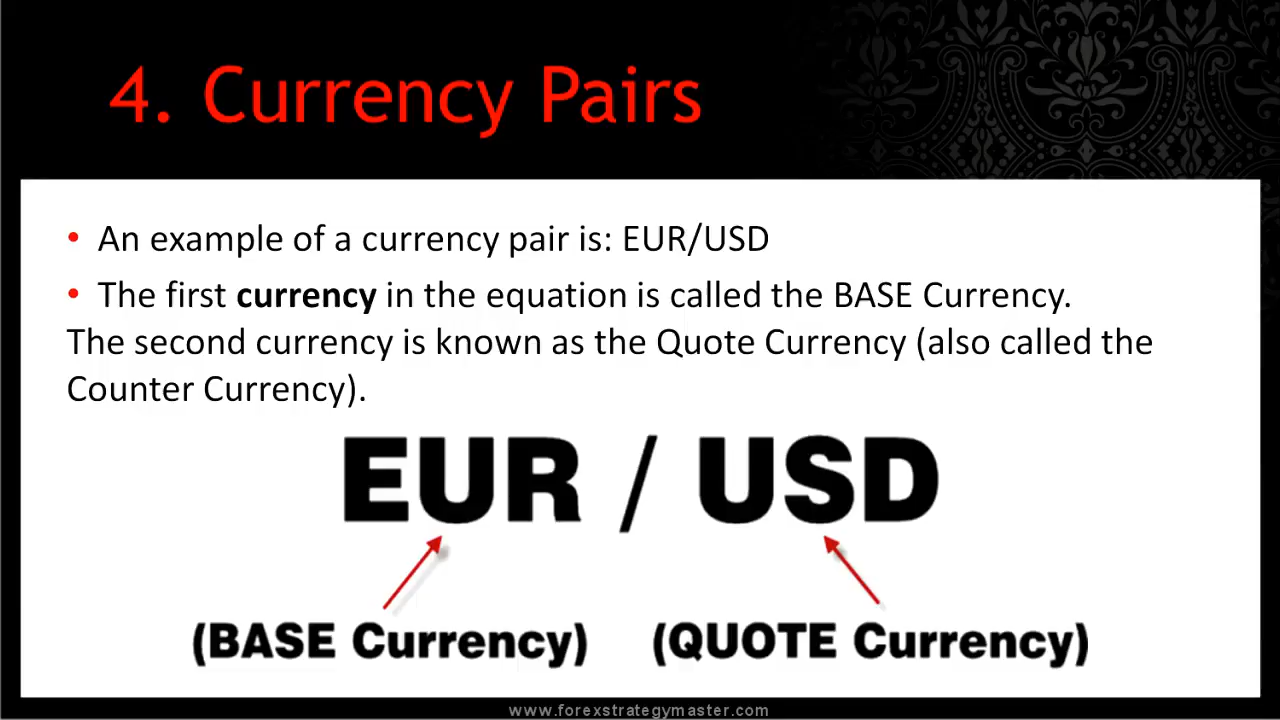 4. Currency Pairs
• An example of a currency pair is: EUR/USD
• The first currency in the equation is called the BASE Currency.
The second currency is known as the Quote Currency (also called the
Counter Currency).
EUR / USD
(BASE Currency) (QUOTE Currency)
www.forexstrategymaster.com